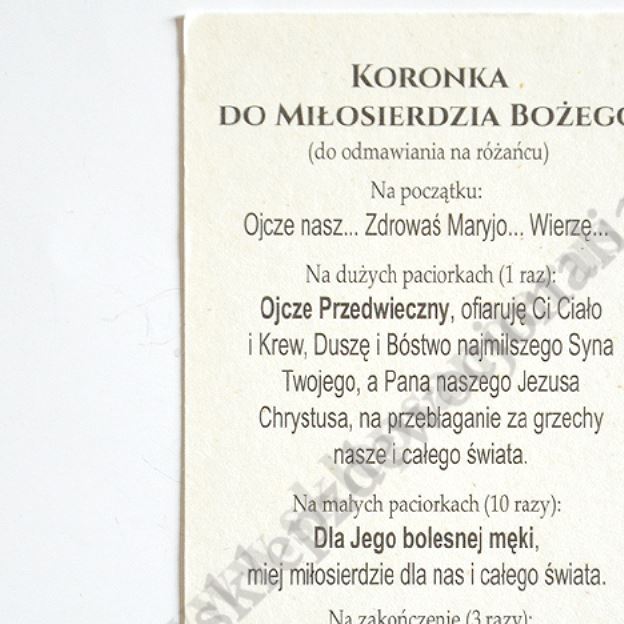 KORONKA
DO MIŁOSIERDZIA BOŻEGO
(do odmawiania na różańcu)
Na początku:
Ojcze nasz... Zdrowaś Maryjo... Wierzę...
Na dużych paciorkach (1 raz):
Ojcze Przedwieczny, ofiaruję Ci Ciało
i Krew, Duszę i Bóstwo najmilszego Syna
Twojego, a Pana naszego Jezusa
Chrystusa, na przebłaganie za grzechy
nasze i całego świata.
Na małych paciorkach (10 razy):
Dla Jego bolesnej męki,
miej miłosierdzie dla nas i całego świata.
Na zakończenie (3 razy):